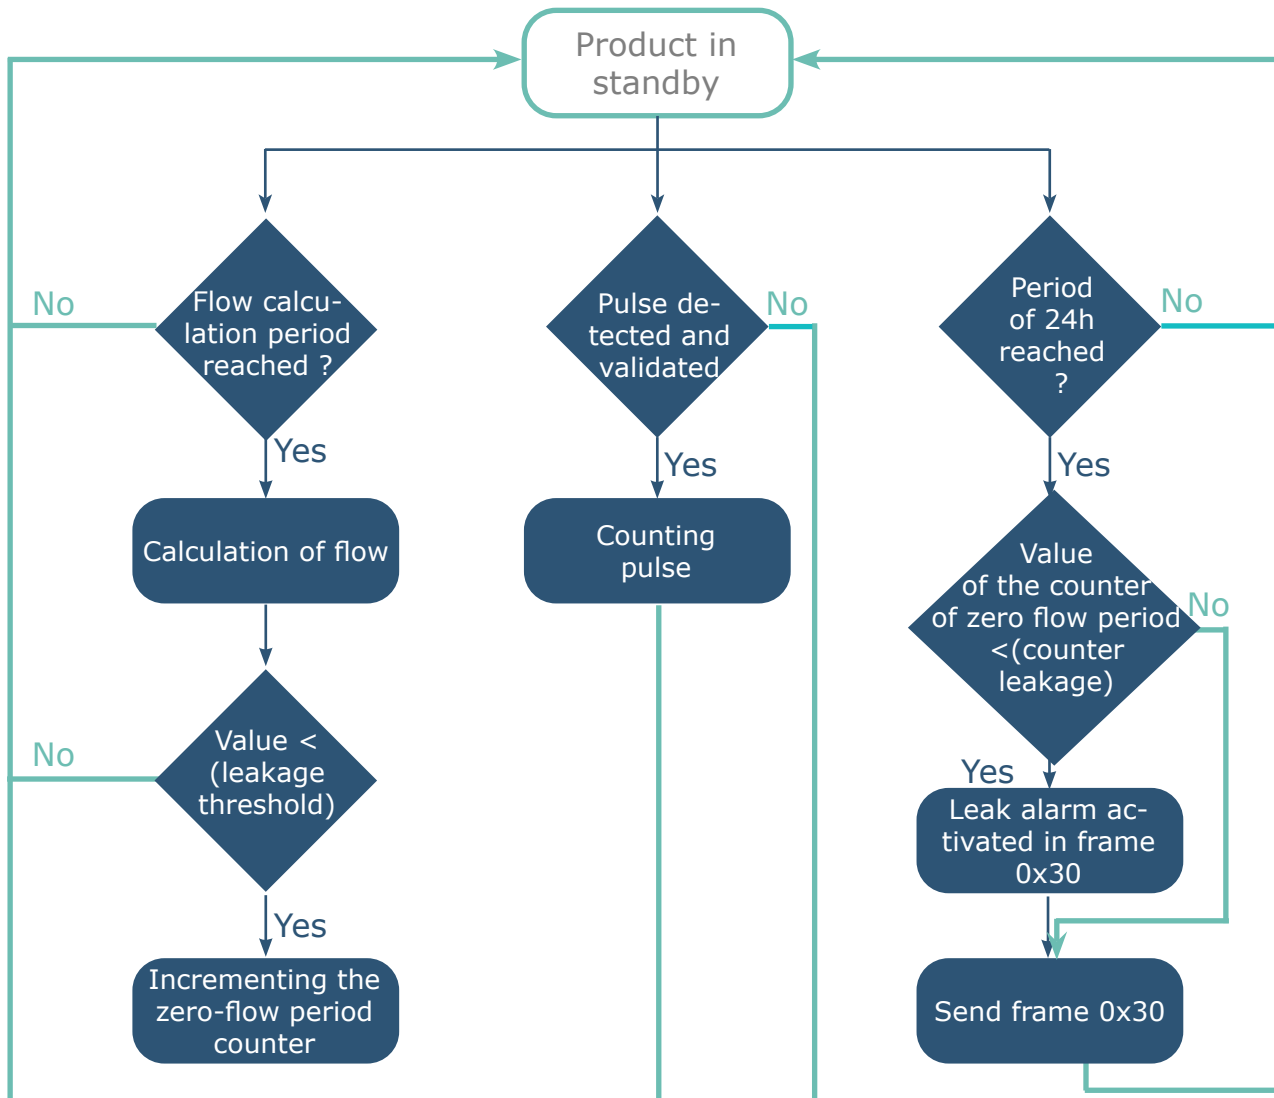 Product in
standby
No
Flow calcu-
lation period
reached ?
Yes
Calculation of flow
No
Value <
(leakage
threshold)
Yes
Incrementing the
zero-flow period
counter
Pulse de-
tected and
validated
No
Yes
Counting
pulse
Period
of 24h
reached
?
No
Yes
Value
of the counter
of zero flow period
<(counter
leakage)
No
Yes
Leak alarm ac-
tivated in frame
0x30
Send frame 0x30